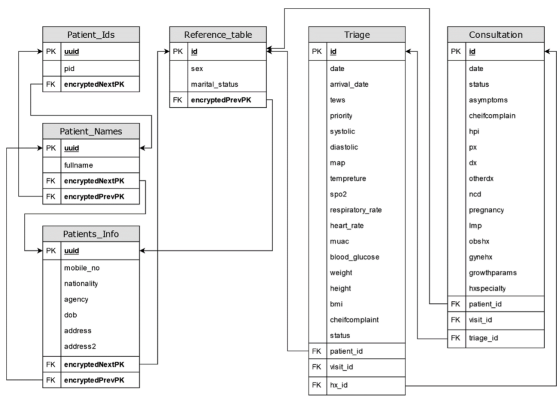 Patient_Ids
PK uuid
pid
FK encryptedNextPK
Patient_Names
PK uuid
fullname
FK encryptedNextPK
FK encryptedPrevPK
Patients_Info
PK uuid
mobile_no
nationality
agency
dob
address
address2
FK encryptedNextPK
FK encryptedPrevPK
Reference_table
PK id
sex
marital_status
FK encryptedPrevPK
Triage
PK id
date
arrival_date
tews
priority
systolic
diastolic
map
tempreture
spo2
respiratory_rate
heart_rate
muac
blood_glucose
weight
height
bmi
cheifcomplaint
status
FK patient_id
FK visit_id
FK hx_id
Consultation
PK id
date
status
asymptoms
cheifcomplain
hpi
px
dx
otherdx
ncd
pregnancy
lmp
obshx
gynehx
growthparams
hxspecialty
FK patient_id
FK visit_id
FK triage_id